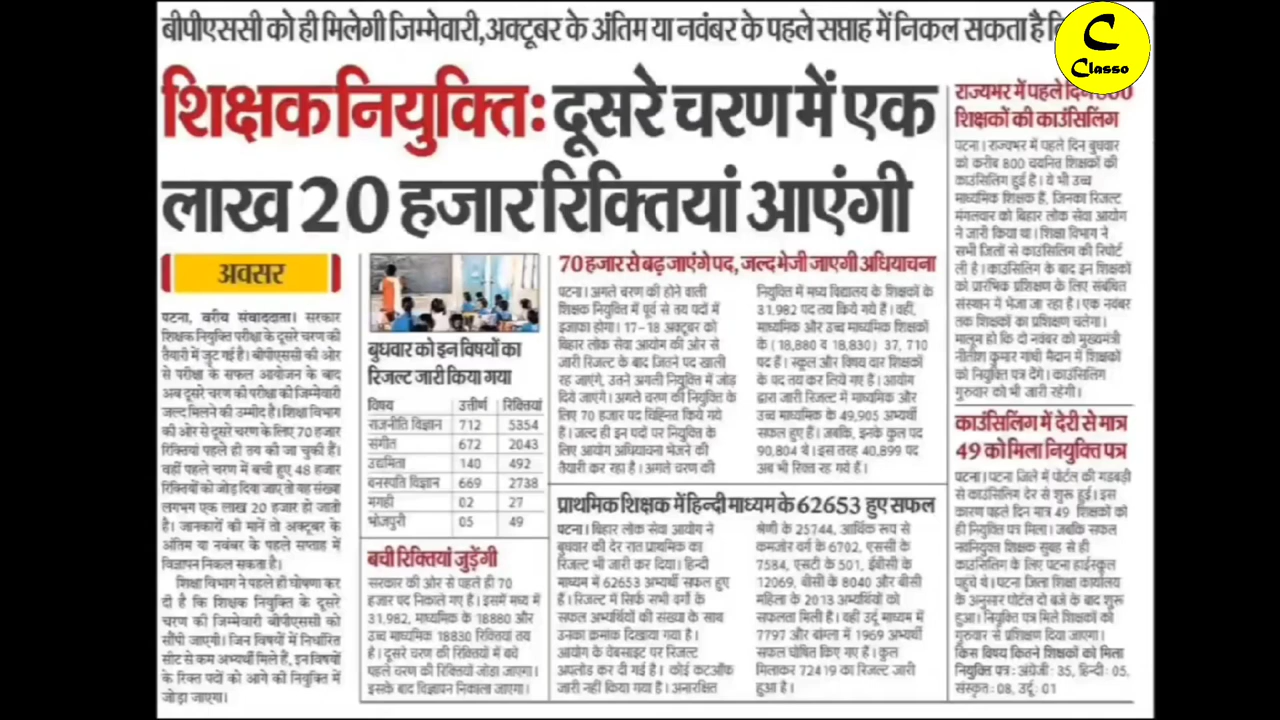 बीपीएससी को ही मिलेगी जिम्मेवारी,अक्टूबर के अंतिम या नवंबर के पहले सप्ताह में निकल सकता है
C
Classo
शिक्षक नियुक्ति: दूसरे चरण में एक
लाख 20 हजार रिक्तियां आएंगी
अवसर
पटना, वरीय संवाददाता। सरकार
शिक्षक नियुक्ति परीक्षा के दूसरे चरण की
तैयारी में जुट गई है। बीपीएससी की ओर
से परीक्षा के सफल आयोजन के बाद
अब दूसरे चरण की परीक्षा की जिम्मेवारी
जल्द मिलने की उम्मीद है। शिक्षा विभाग
की ओर से दूसरे चरण के लिए 70 हजार
रिक्तियां पहले ही तय की जा चुकी हैं।
वहीं पहले चरण में बची हुई 48 हजार
रिक्तियों को जोड़ दिया जाए तो यह संख्या
लगभग एक लाख 20 हजार हो जाती
है। जानकारों की मानें तो अक्टूबर के
अंतिम या नवंबर के पहले सप्ताह में
विज्ञापन निकल सकता है।
शिक्षा विभाग ने पहले ही घोषणा कर
दी है कि शिक्षक नियुक्ति के दूसरे
चरण की जिम्मेवारी बीपीएससी को
सौंपी जाएगी। जिन विषयों में निर्धारित
सीट से कम अभ्यर्थी मिले हैं, इन विषयों
के रिक्त पदों को आगे की नियुक्ति में
जोड़ा जाएगा।
बुधवार को इन विषयों का
रिजल्ट जारी किया गया
विषय उत्तीर्ण रिक्तियां
राजनीति विज्ञान 712 5354
संगीत 672 2043
उद्यमिता 140 492
वनस्पति विज्ञान 669 2738
मगही 02 27
भोजपुरी 05 49
बची रिक्तियां जुड़ेंगी
सरकार की ओर से पहले ही 70
हजार पद निकाले गए हैं। इसमें मध्य में
31,982, माध्यमिक के 18880 और
उच्च माध्यमिक 18830 रिक्तियां तय
है। दूसरे चरण की रिक्तियों में बचे
पहले चरण की रिक्तियों जोड़ा जाएगा।
इसके बाद विज्ञापन निकाला जाएगा।
70 हजार से बढ़ जाएंगे पद, जल्द भेजी जाएगी अधियाचना
पटना। अगले चरण की होने वाली
शिक्षक नियुक्ति में पूर्व से तय पदों में
इजाफा होगा। 17-18 अक्टूबर को
बिहार लोक सेवा आयोग की ओर से
जारी रिजल्ट के बाद जितने पद खाली
रह जाएंगे, उतने अगली नियुक्ति में जोड़
दिये जाएंगे। अगले चरण की नियुक्ति के
लिए 70 हजार पद चिह्नित किये गये
हैं। जल्द ही इन पदों पर नियुक्ति के
लिए आयोग अधियाचना भेजने की
तैयारी कर रहा है। अगले चरण की
नियुक्ति में मध्य विद्यालय के शिक्षकों के
31,982 पद तय किये गये हैं। वहीं,
माध्यमिक और उच्च माध्यमिक शिक्षकों
के (18,880 व 18,830) 37, 710
पद हैं। स्कूल और विषय वार शिक्षकों
के पद तय कर लिये गए हैं। आयोग
द्वारा जारी रिजल्ट में माध्यमिक और
उच्च माध्यमिक के 49,905 अभ्यर्थी
सफल हुए हैं। जबकि, इनके कुल पद
90,804 थे। इस तरह 40,899 पद
अब भी रिक्त रह गये हैं।
प्राथमिक शिक्षक में हिन्दी माध्यम के 62653 हुए सफल
पटना। बिहार लोक सेवा आयोग ने
बुधवार की देर रात प्राथमिक का
रिजल्ट भी जारी कर दिया। हिन्दी
माध्यम में 62653 अभ्यर्थी सफल हुए
हैं। रिजल्ट में सिर्फ सभी वर्गों के
सफल अभ्यर्थियों की संख्या के साथ
उनका क्रमांक दिखाया गया है।
आयोग के वेबसाइट पर रिजल्ट
अपलोड कर दी गई है। कोई कटऑफ
जारी नहीं किया गया है। अनारक्षित
श्रेणी के 25744, आर्थिक रूप से
कमजोर वर्ग के 6702, एससी के
7584, एसटी के 501, ईबीसी के
12069, बीसी के 8040 और बीसी
महिला के 2013 अभ्यर्थियों को
सफलता मिली है। वहीं उर्दू माध्यम में
7797 और बांग्ला में 1969 अभ्यर्थी
सफल घोषित किए गए हैं। कुल
मिलाकर 72419 का रिजल्ट जारी
हुआ है।
राज्यभर में पहले दिन 800
शिक्षकों की काउंसिलिंग
पटना। राज्यभर में पहले दिन बुधवार
को करीब 800 चयनित शिक्षकों की
काउंसिलिंग हुई है। ये भी उच्च
माध्यमिक शिक्षक हैं, जिनका रिजल्ट
मंगलवार को बिहार लोक सेवा आयोग
ने जारी किया था। शिक्षा विभाग ने
सभी जिलों से काउंसिलिंग की रिपोर्ट
ली है। काउंसिलिंग के बाद इन शिक्षकों
को प्रारंभिक प्रशिक्षण के लिए संबंधित
संस्थान में भेजा जा रहा है। एक नवंबर
तक शिक्षकों का प्रशिक्षण चलेगा।
मालूम हो कि दो नवंबर को मुख्यमंत्री
नीतीश कुमार गांधी मैदान में शिक्षकों
को नियुक्ति पत्र देंगे। काउंसिलिंग
गुरुवार को भी जारी रहेगी।
काउंसिलिंग में देरी से मात्र
49 को मिला नियुक्ति पत्र
पटना। पटना जिले में पोर्टल की गड़बड़ी
से काउंसिलिंग देर से शुरू हुई। इस
कारण पहले दिन मात्र 49 शिक्षकों को
ही नियुक्ति पत्र मिला। जबकि सफल
नवनियुक्त शिक्षक सुबह से ही
काउंसिलिंग के लिए पटना हाईस्कूल
पहुंचे थे। पटना जिला शिक्षा कार्यालय
के अनुसार पोर्टल दो बजे के बाद शुरू
हुआ। नियुक्ति पत्र मिले शिक्षकों को
गुरुवार से प्रशिक्षण दिया जाएगा।
किस विषय कितने शिक्षकों को मिला
नियुक्ति पत्र: अंग्रेजी: 35, हिन्दी: 05,
संस्कृत: 08, उर्दू: 01